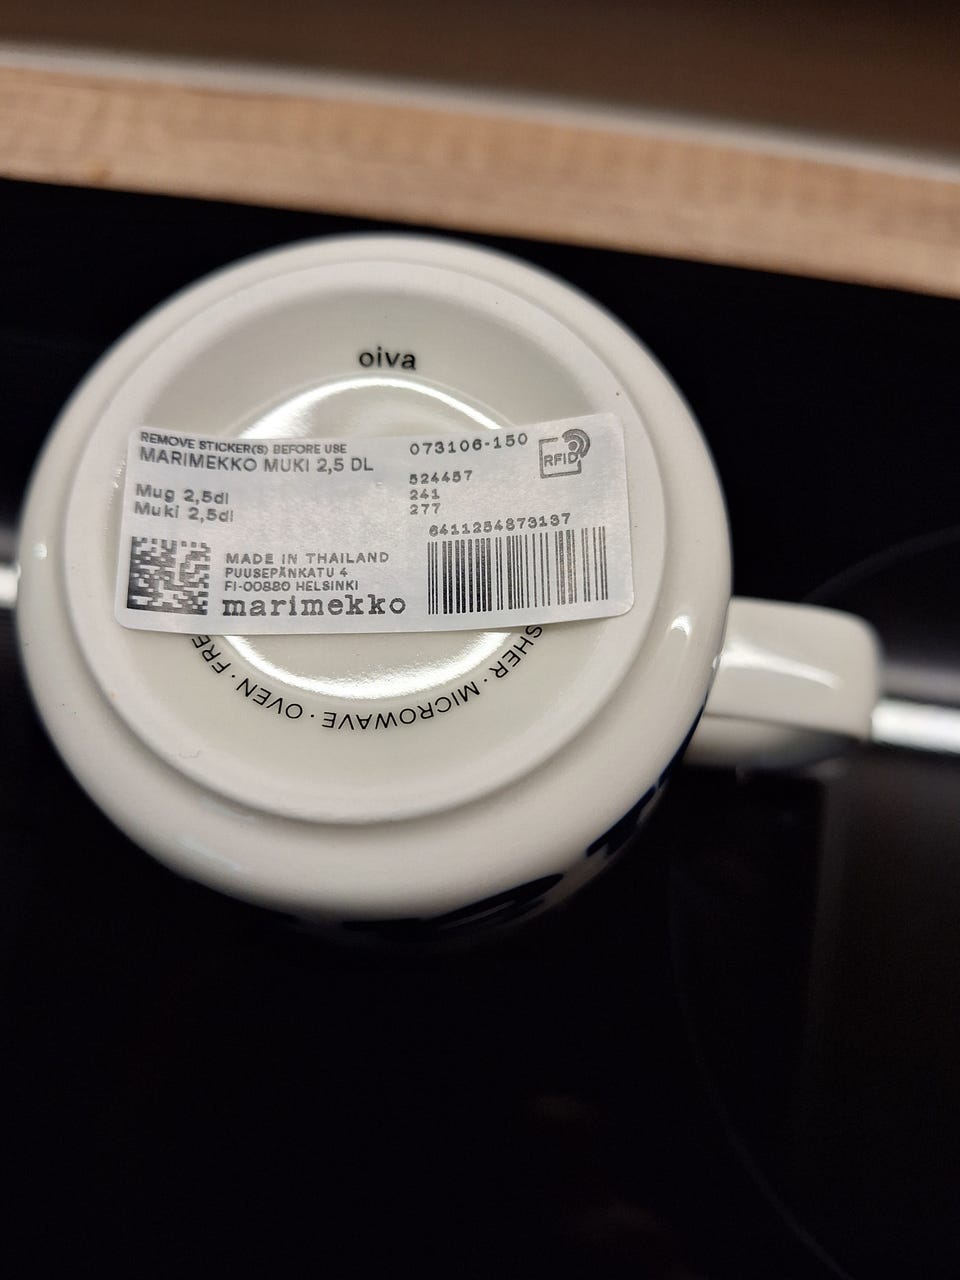 oiva
REMOVE STICKER(S) BEFORE USE
MARIMEKKO MUKI 2,5 DL
073106-150
RFID
Mug 2,5dl
Muki 2,5dl
524457
241
277
6411254873137
MADE IN THAILAND
PUUSEPÄNKATU 4
FI-00880 HELSINKI
marimekko
SHER · MICROWAVE · OVEN · FRE